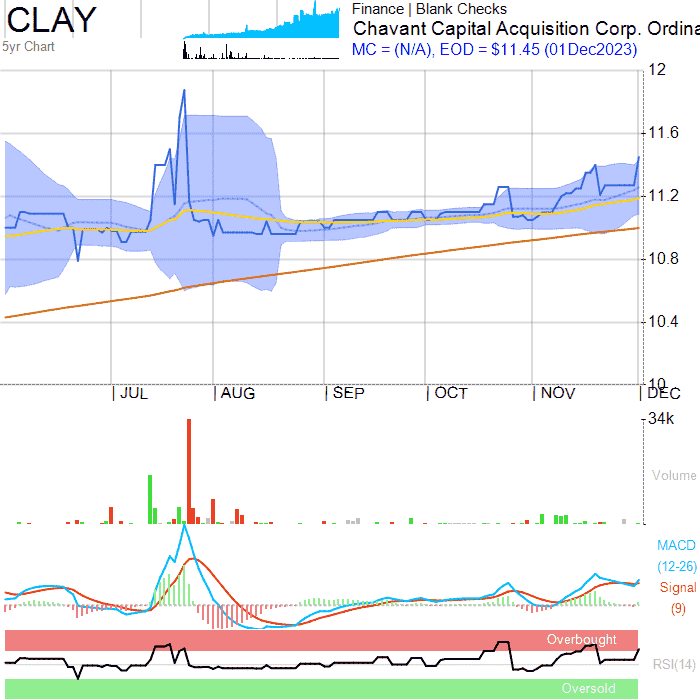 CLAY
5yr Chart
Finance | Blank Checks
Chavant Capital Acquisition Corp. Ordina
MC = (N/A), EOD = $11.45 (01Dec2023)
12
11.6
11.2
10.8
10.4
10
JUL AUG SEP OCT NOV DEC
34k
Volume
MACD
(12-26)
Signal
(9)
Overbought
RSI(14)
Oversold